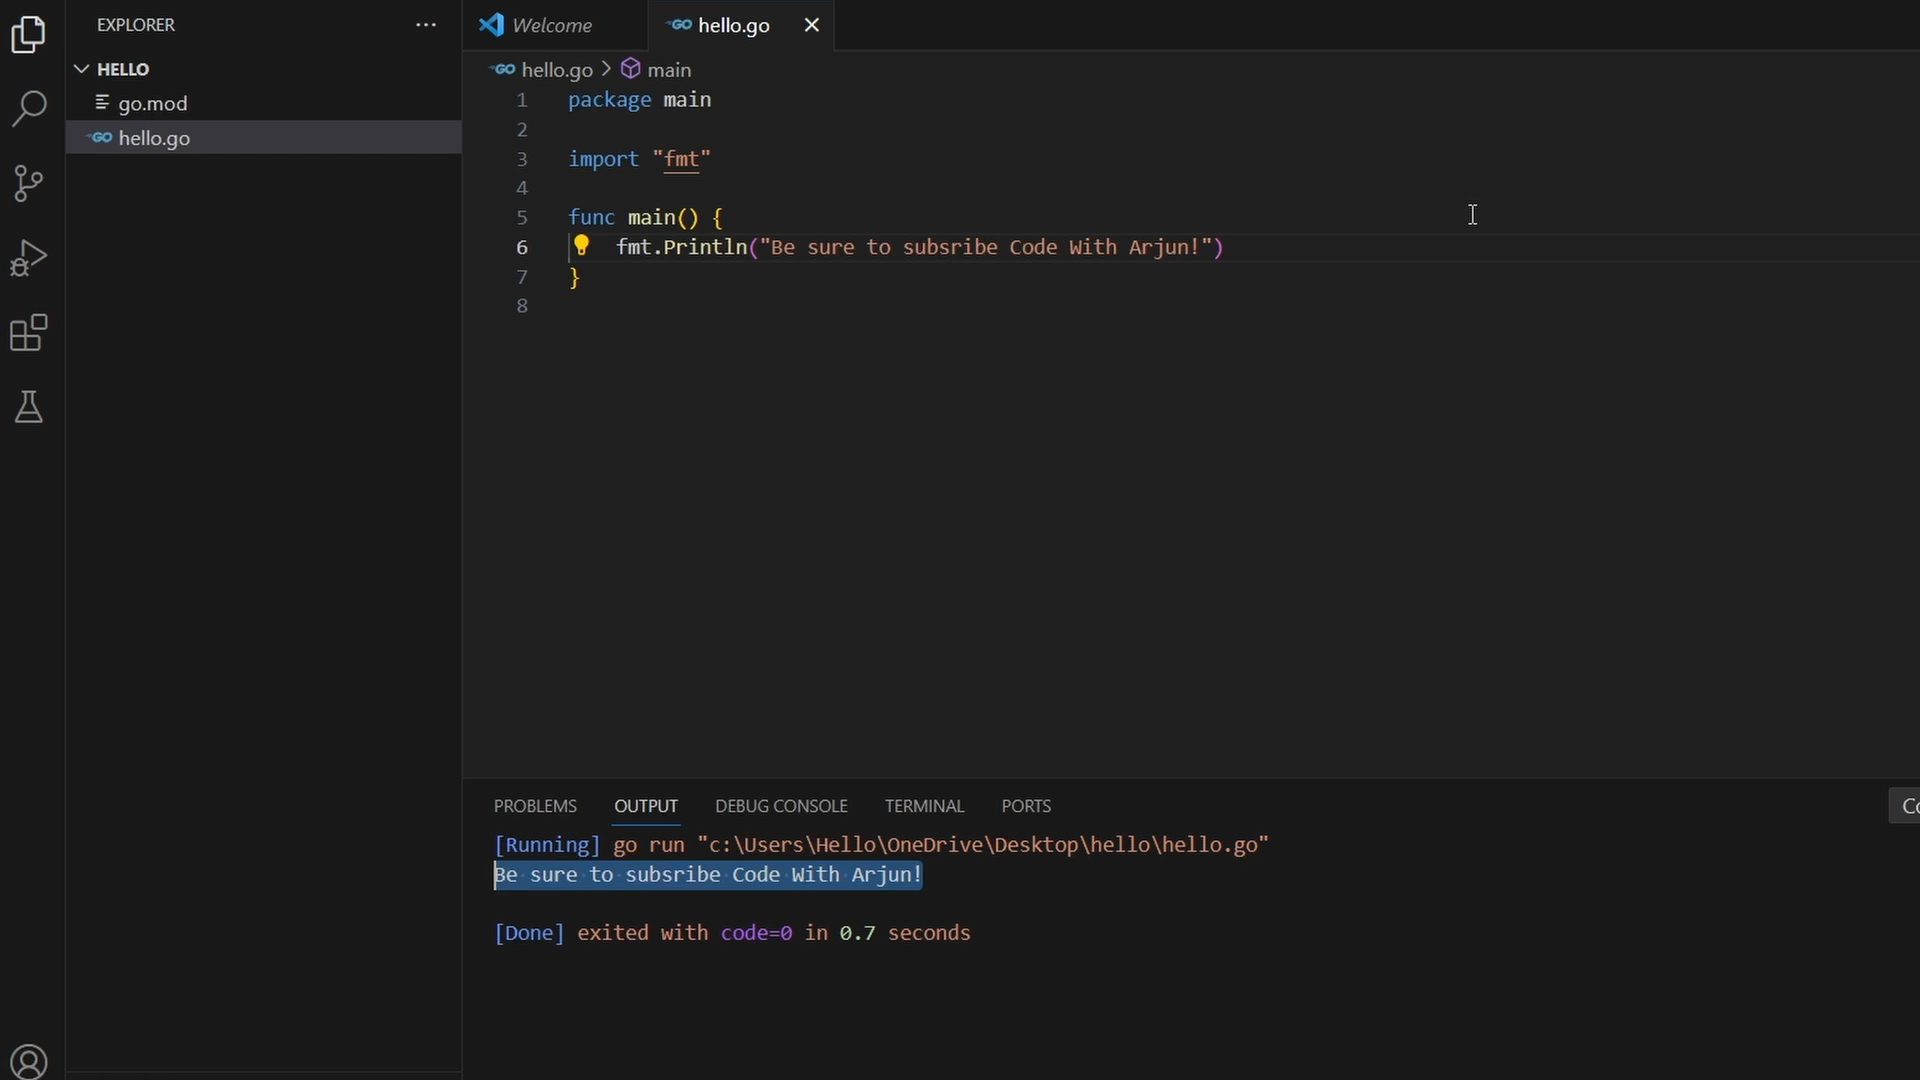 EXPLORER
HELLO
go.mod
GO hello.go
Welcome
GO hello.go
GO hello.go > main
1 package main
2
3 import "fmt"
4
5 func main() {
6 fmt.Println("Be sure to subsribe Code With Arjun!")
7 }
8
PROBLEMS OUTPUT DEBUG CONSOLE TERMINAL PORTS
[Running] go run "c:\Users\Hello\OneDrive\Desktop\hello\hello.go"
Be sure to subsribe Code With Arjun!
[Done] exited with code=0 in 0.7 seconds